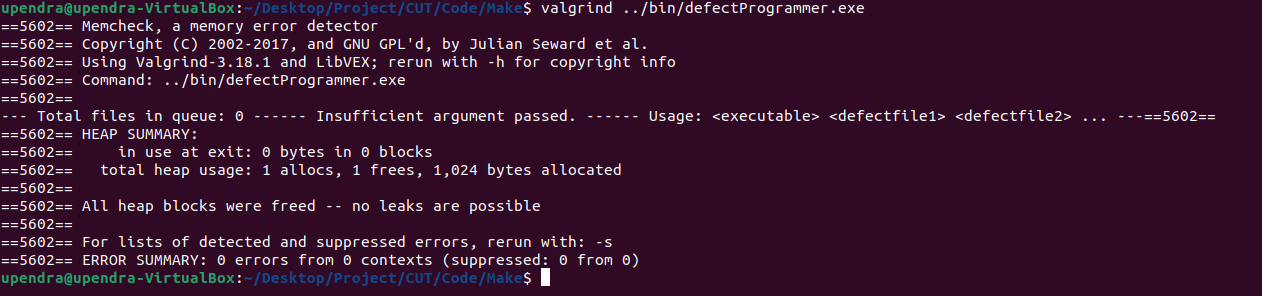 upendra@upendra-VirtualBox:~/Desktop/Project/CUT/Code/Make$ valgrind ../bin/defectProgrammer.exe
==5602== Memcheck, a memory error detector
==5602== Copyright (C) 2002-2017, and GNU GPL'd, by Julian Seward et al.
==5602== Using Valgrind-3.18.1 and LibVEX; rerun with -h for copyright info
==5602== Command: ../bin/defectProgrammer.exe
==5602==
--- Total files in queue: 0 ------ Insufficient argument passed. ------ Usage: <executable> <defectfile1> <defectfile2> ... ---==5602==
==5602== HEAP SUMMARY:
==5602==     in use at exit: 0 bytes in 0 blocks
==5602==   total heap usage: 1 allocs, 1 frees, 1,024 bytes allocated
==5602==
==5602== All heap blocks were freed -- no leaks are possible
==5602==
==5602== For lists of detected and suppressed errors, rerun with: -s
==5602== ERROR SUMMARY: 0 errors from 0 contexts (suppressed: 0 from 0)
upendra@upendra-VirtualBox:~/Desktop/Project/CUT/Code/Make$